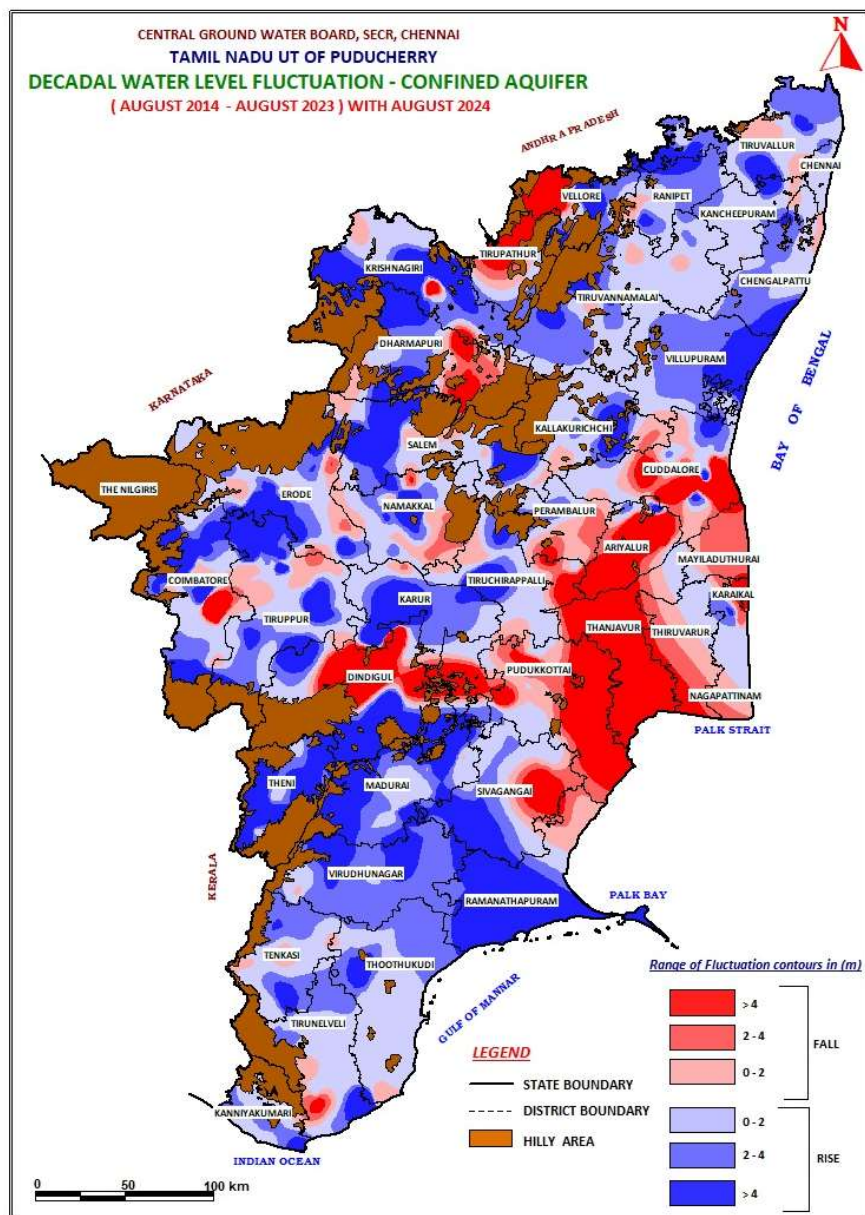 CENTRAL GROUND WATER BOARD, SECR, CHENNAI
TAMIL NADU UT OF PUDUCHERRY
DECADAL WATER LEVEL FLUCTUATION - CONFINED AQUIFER
( AUGUST 2014 - AUGUST 2023 ) WITH AUGUST 2024
N
ANDHRA PRADESH
TIRUVALLUR
CHENNAI
VELLORE
RANIPET
KANCHEEPURAM
TIRUPATHUR
KRISHNAGIRI
CHENGALPATTU
TIRUVANNAMALAI
DHARMAPURI
VILLUPURAM
KARNATAKA
BAY OF BENGAL
KALLAKURICHCHI
SALEM
CUDDALORE
THE NILGIRIS
ERODE
NAMAKKAL
PERAMBALUR
ARIYALUR
MAYILADUTHURAI
COIMBATORE
TIRUCHIRAPPALLI
KARAIKAL
KARUR
TIRUPPUR
THANJAVUR
THIRUVARUR
PUDUKKOTTAI
DINDIGUL
NAGAPATTINAM
PALK STRAIT
THENI
MADURAI
SIVAGANGAI
KERALA
VIRUDHUNAGAR
RAMANATHAPURAM
PALK BAY
TENKASI
THOOTHUKUDI
GULF OF MANNAR
TIRUNELVELI
KANNIYAKUMARI
INDIAN OCEAN
Range of Fluctuation contours in (m)
> 4
2 - 4
0 - 2
FALL
0 - 2
2 - 4
> 4
RISE
LEGEND
STATE BOUNDARY
DISTRICT BOUNDARY
HILLY AREA
0 50 100 km